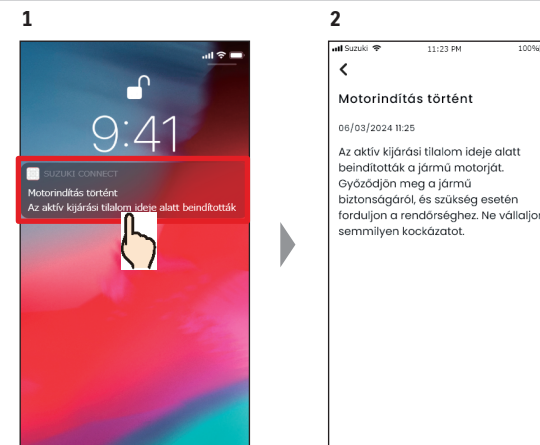 1
2
9:41
SUZUKI CONNECT
Motorindítás történt
Az aktív kijárási tilalom ideje alatt beindították
Suzuki
11:23 PM
100%
Motorindítás történt
06/03/2024 11:25
Az aktív kijárási tilalom ideje alatt
beindították a jármű motorját.
Győződjön meg a jármű
biztonságáról, és szükség esetén
forduljon a rendőrséghez. Ne vállaljon
semmilyen kockázatot.